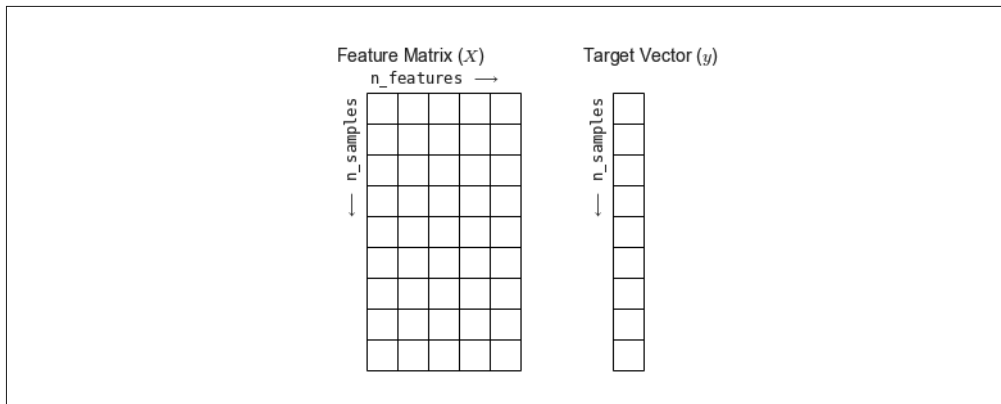 Feature Matrix (X)
n_features ⟶
⟵ n_samples
Target Vector (y)
⟵ n_samples